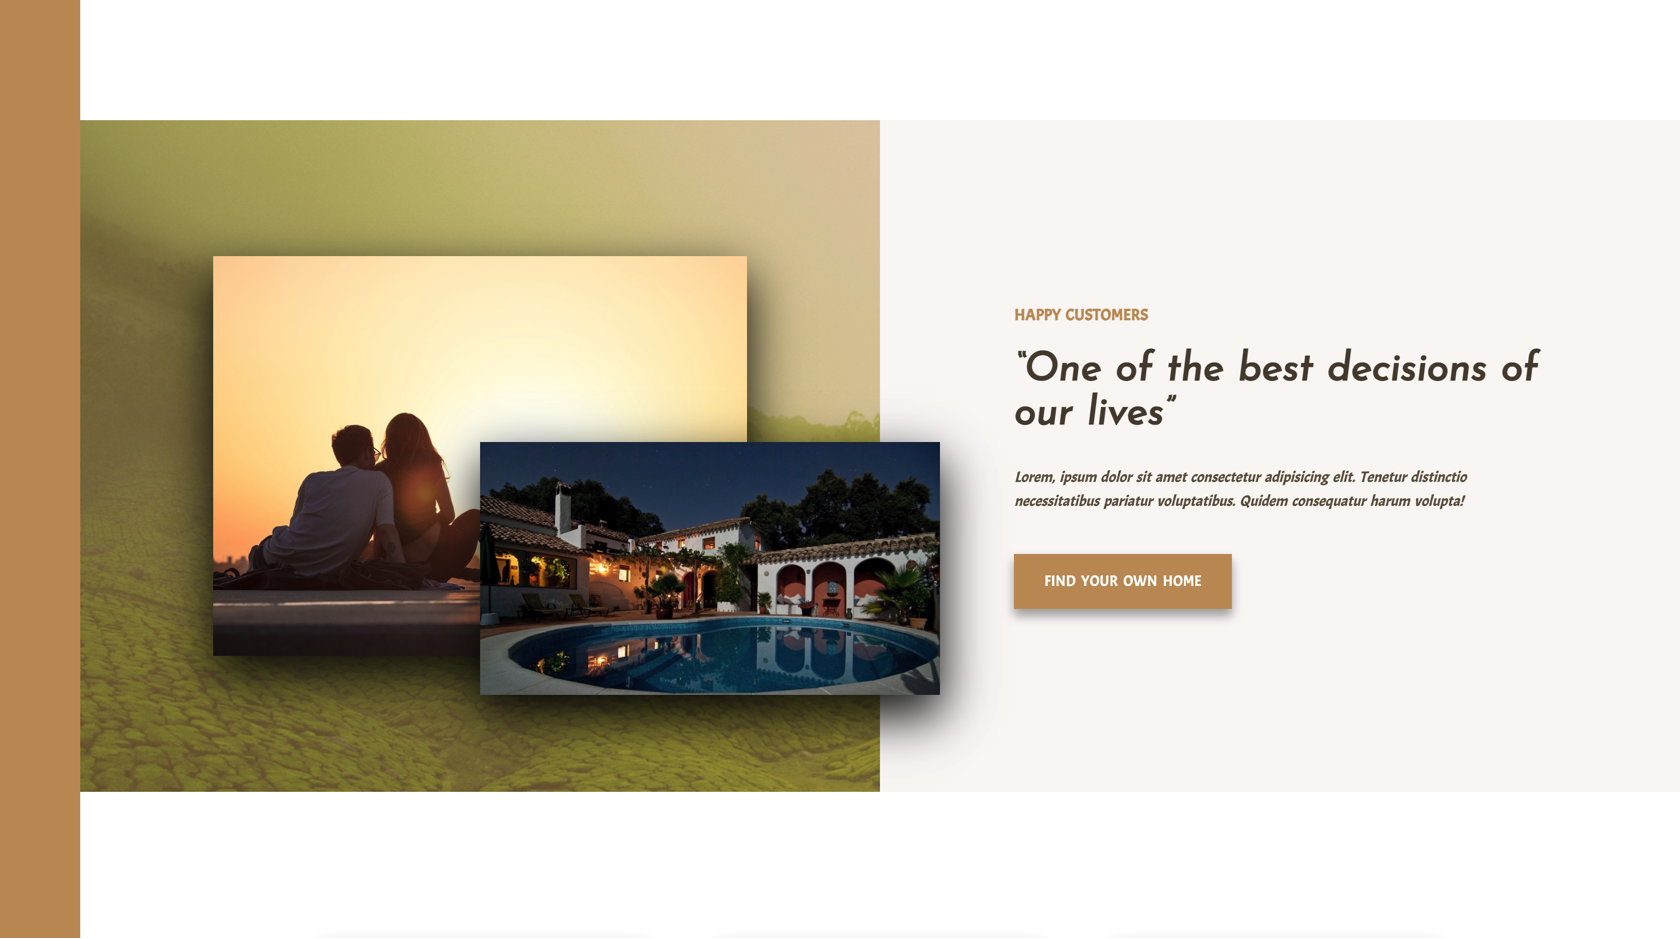 HAPPY CUSTOMERS
“One of the best decisions of
our lives”
Lorem, ipsum dolor sit amet consectetur adipisicing elit. Tenetur distinctio
necessitatibus pariatur voluptatibus. Quidem consequatur harum volupta!
FIND YOUR OWN HOME